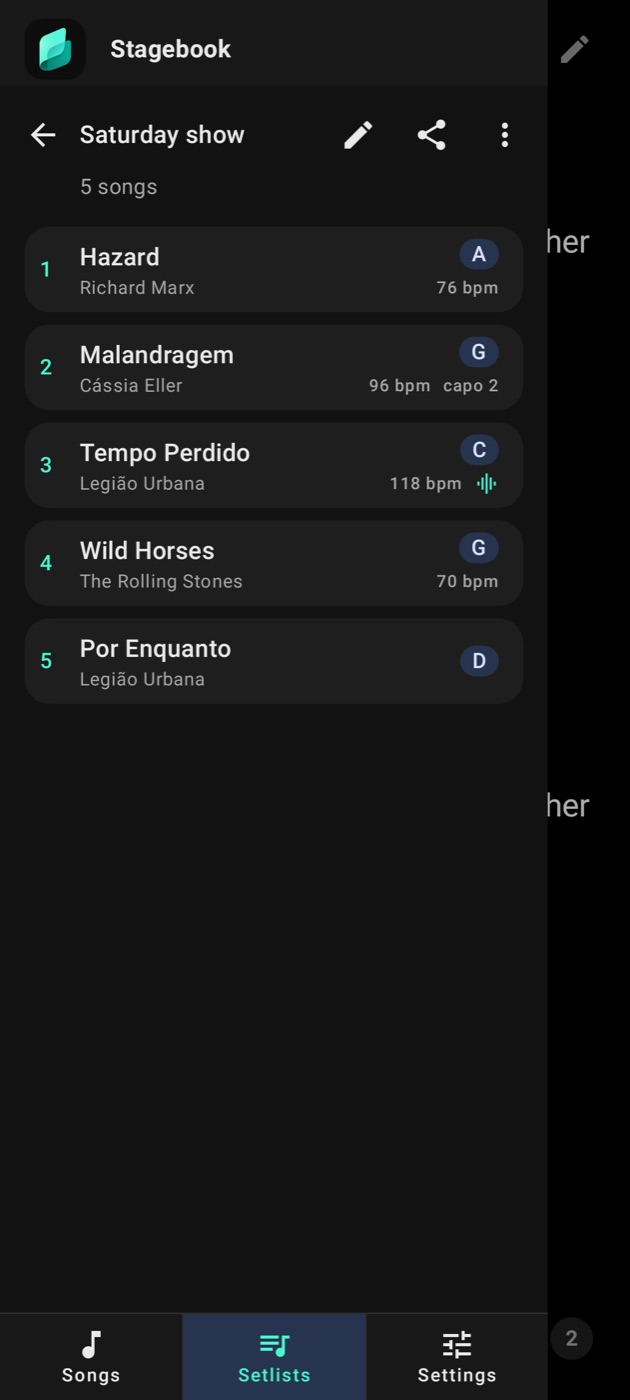 Stagebook
Saturday show
5 songs
her
1
Hazard
A
Richard Marx
76 bpm
2
Malandragem
G
Cássia Eller
96 bpm capo 2
3
Tempo Perdido
C
Legião Urbana
118 bpm
4
Wild Horses
G
The Rolling Stones
70 bpm
5
Por Enquanto
D
Legião Urbana
her
2
Songs
Setlists
Settings